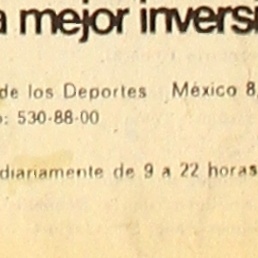 a mejor inversi
de los Deportes México 8,
: 530-88-00
diariamente de 9 a 22 horas